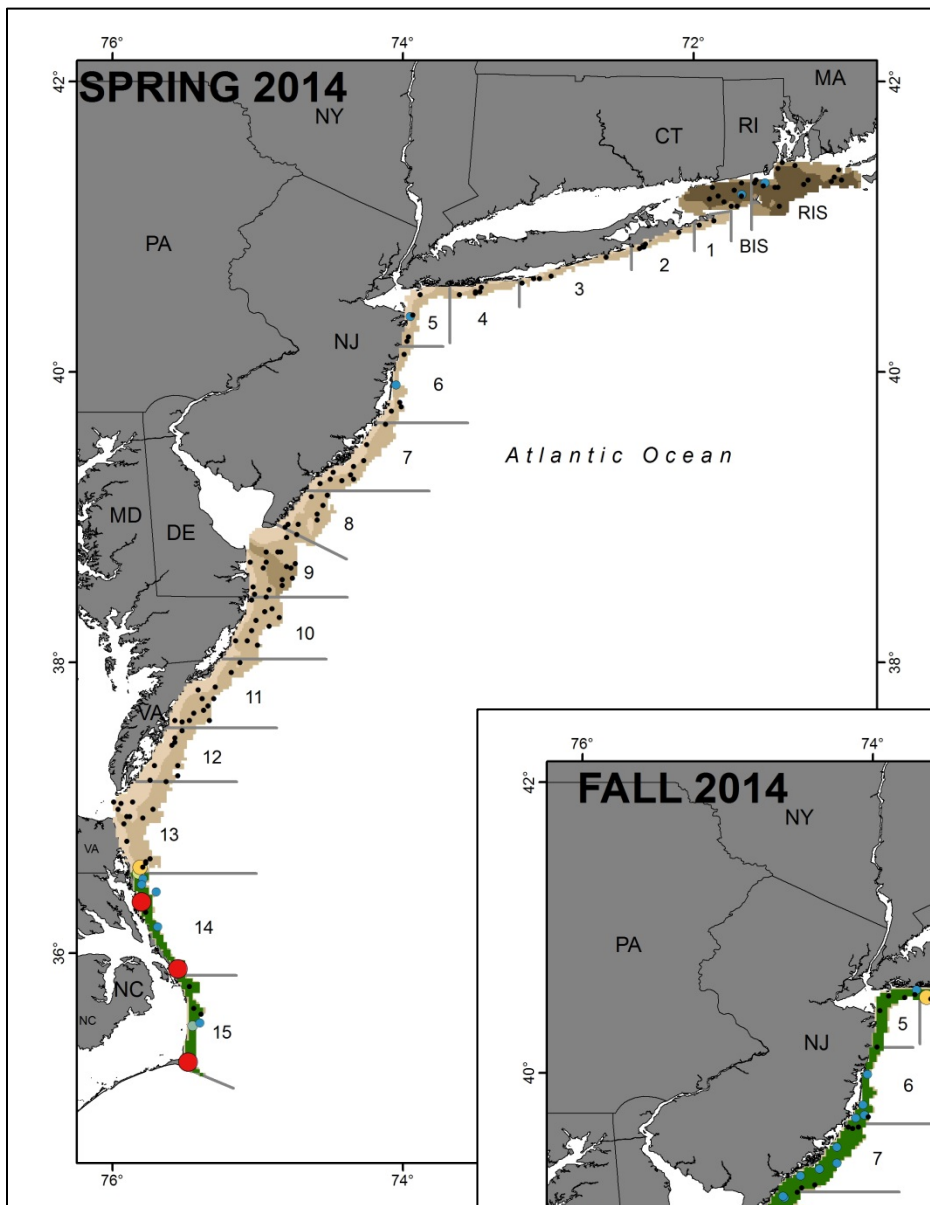 76° 74° 72°
42°
SPRING 2014
MA
NY
CT
RI
PA
RIS
BIS
1
2
3
4
5
NJ
40°
6
Atlantic Ocean
7
8
MD
DE
9
10
38°
38°
11
VA
12
13
VA
14
36°
NC
NC
15
76° 74°
42°
FALL 2014
NY
PA
5
NJ
40°
6
7
76° 74°